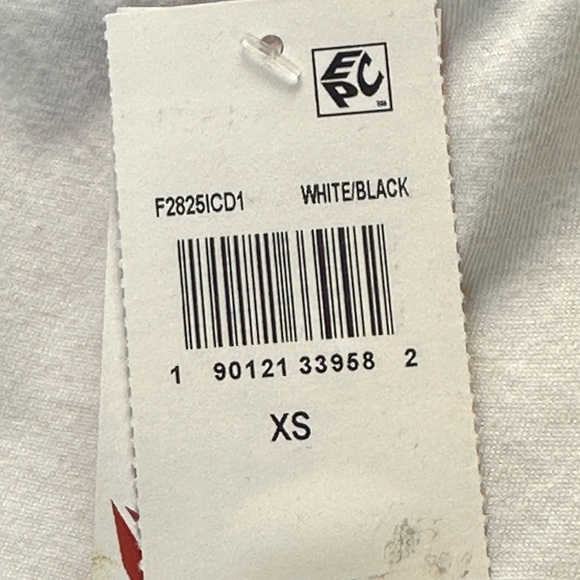 EPC
F2825ICD1 WHITE/BLACK
1 90121 33958 2
XS